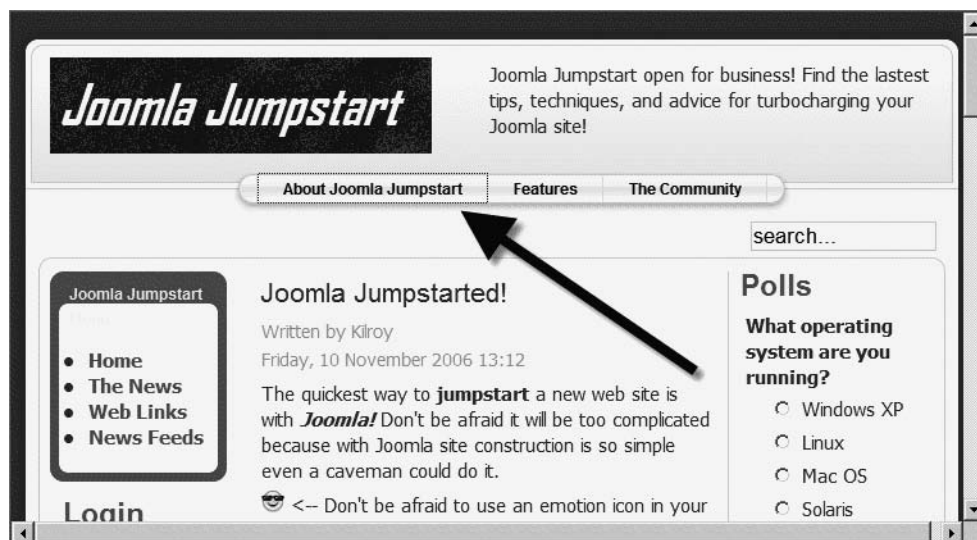 Joomla Jumpstart
Joomla Jumpstart open for business! Find the lastest
tips, techniques, and advice for turbocharging your
Joomla site!
About Joomla Jumpstart Features The Community
search...
Joomla Jumpstart
Menu
Home
The News
Web Links
News Feeds
Login
Joomla Jumpstarted!
Written by Kilroy
Friday, 10 November 2006 13:12
The quickest way to jumpstart a new web site is
with Joomla! Don't be afraid it will be too complicated
because with Joomla site construction is so simple
even a caveman could do it.
<-- Don't be afraid to use an emotion icon in your
Polls
What operating
system are you
running?
Windows XP
Linux
Mac OS
Solaris